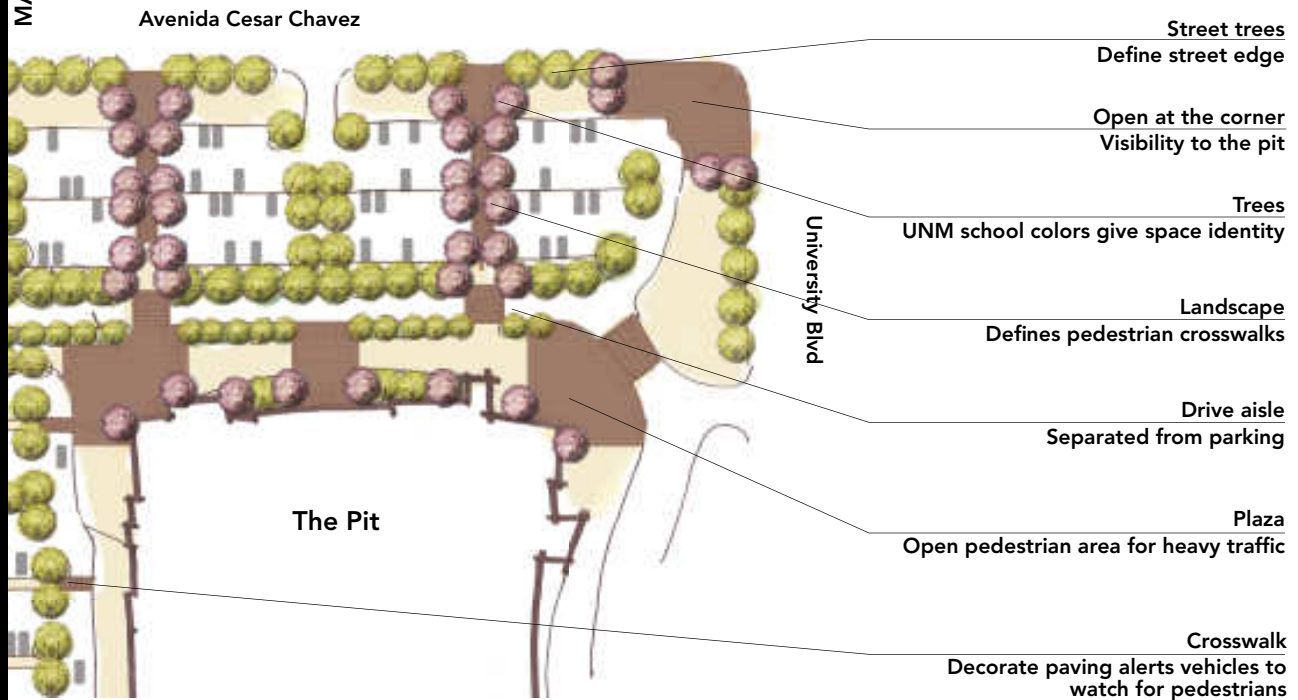 MA
Avenida Cesar Chavez
Street trees
Define street edge
Open at the corner
Visibility to the pit
Trees
UNM school colors give space identity
University Blvd
Landscape
Defines pedestrian crosswalks
Drive aisle
Separated from parking
The Pit
Plaza
Open pedestrian area for heavy traffic
Crosswalk
Decorate paving alerts vehicles to
watch for pedestrians